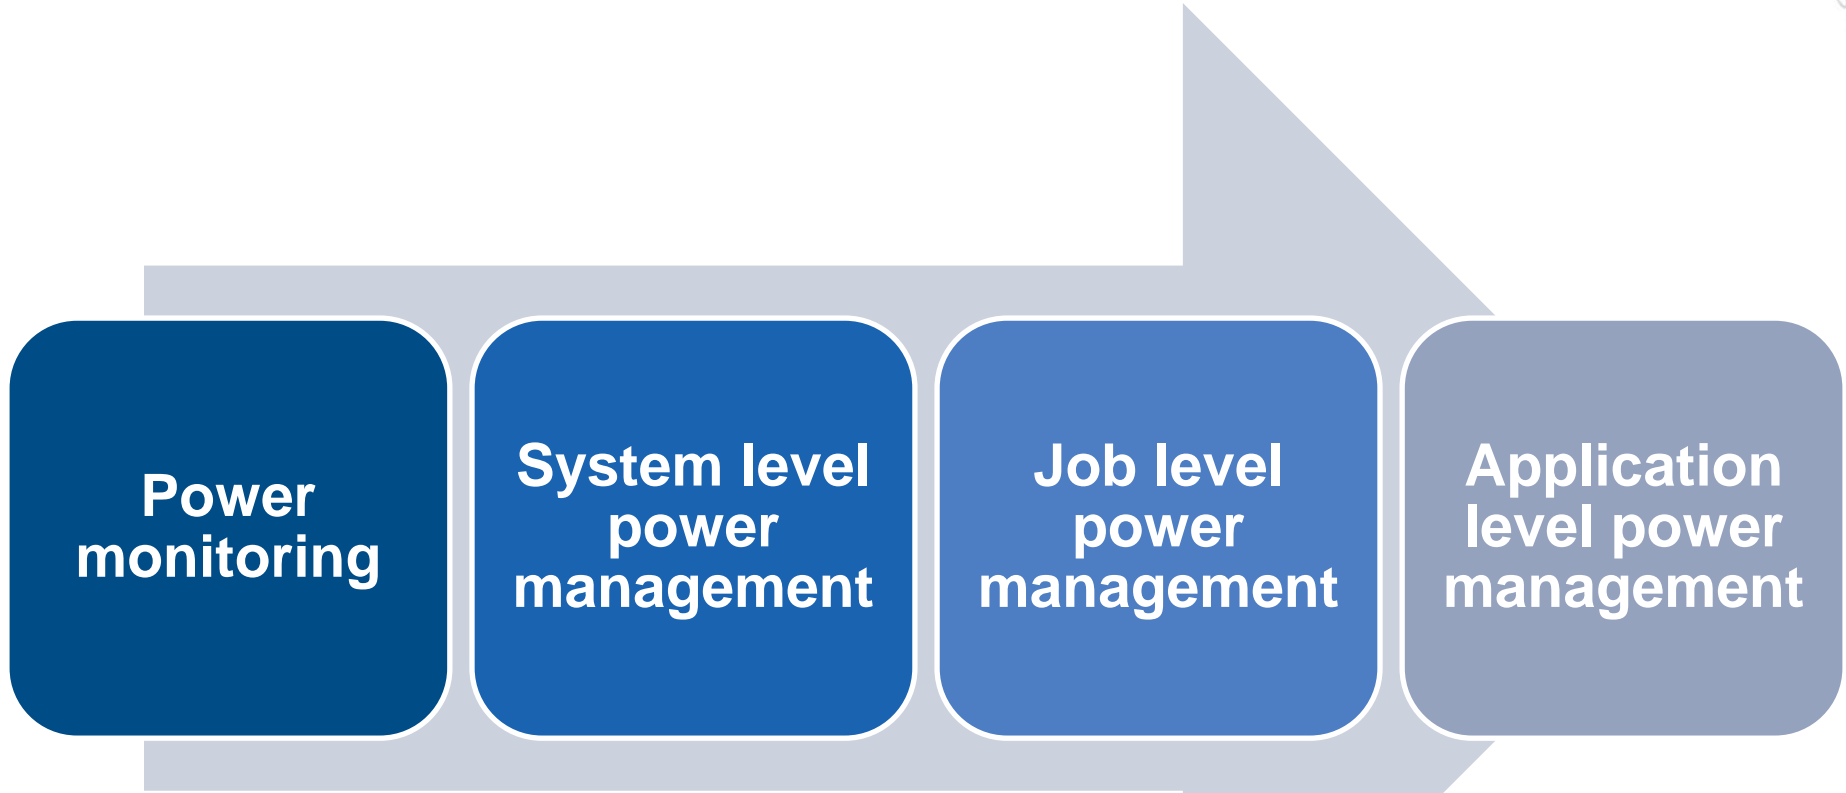 Power
monitoring
System level
power
management
Job level
power
management
Application
level power
management